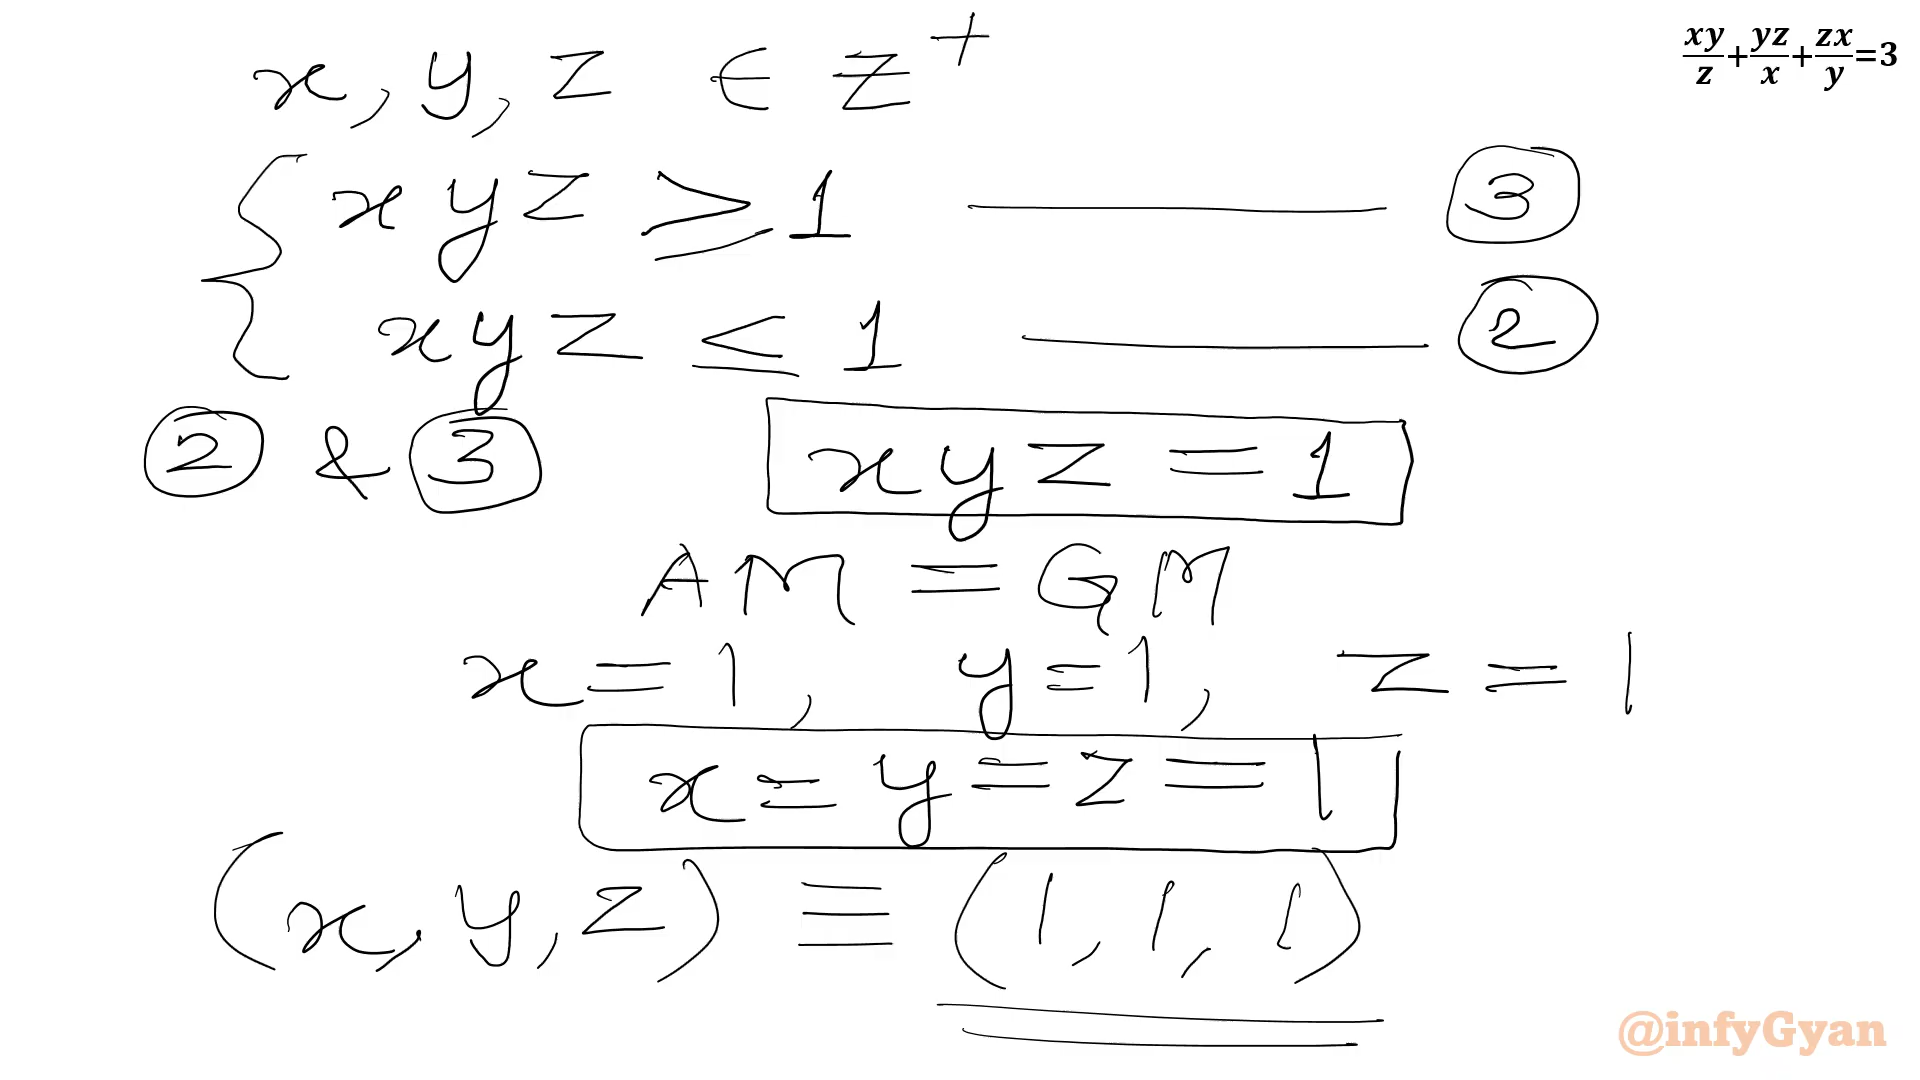 xy/z + yz/x + zx/y = 3
x, y, z ∈ Z⁺
xyz ≥ 1 ——— ③
xyz ≤ 1 ——— ②
② & ③ xyz = 1
AM = GM
x = 1, y = 1, z = 1
x = y = z = 1
(x, y, z) ≡ (1, 1, 1)
@infyGyan